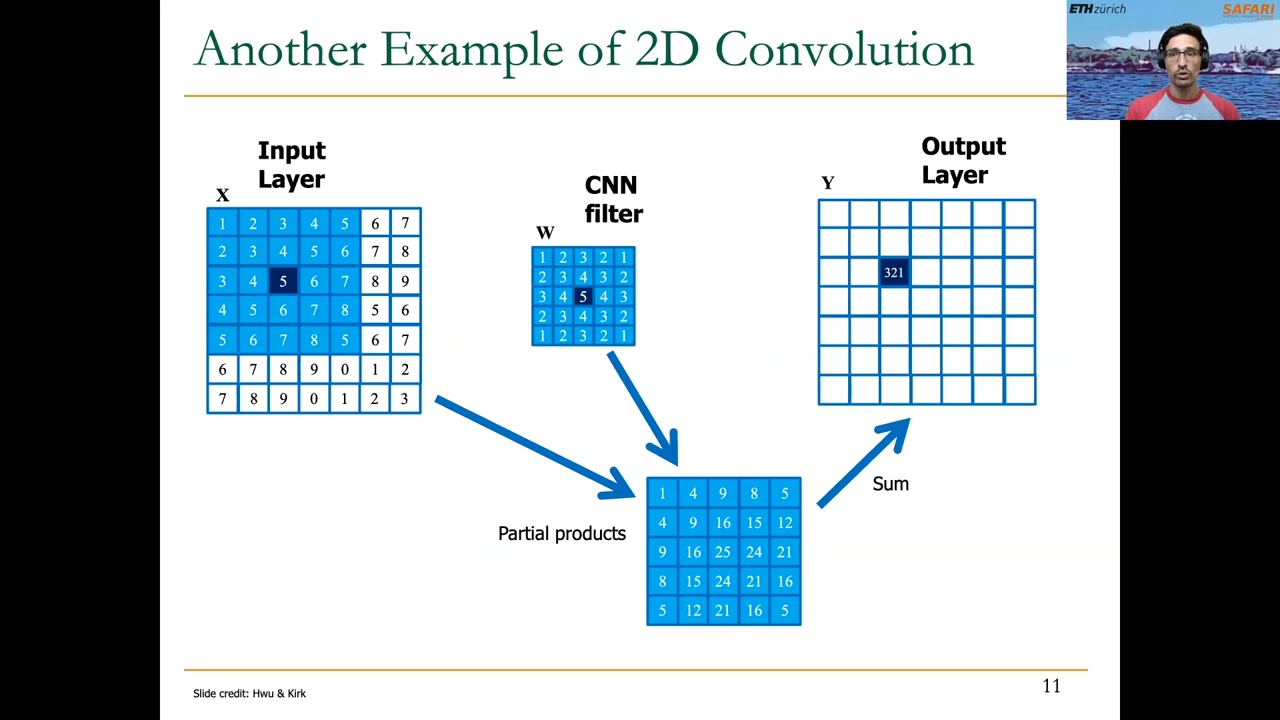 ETH zürich
SAFARI
Another Example of 2D Convolution
Input
Layer
X
1 2 3 4 5 6 7
2 3 4 5 6 7 8
3 4 5 6 7 8 9
4 5 6 7 8 5 6
5 6 7 8 5 6 7
6 7 8 9 0 1 2
7 8 9 0 1 2 3
CNN
filter
W
1 2 3 2 1
2 3 4 3 2
3 4 5 4 3
2 3 4 3 2
1 2 3 2 1
Output
Layer
Y
321
Partial products
1 4 9 8 5
4 9 16 15 12
9 16 25 24 21
8 15 24 21 16
5 12 21 16 5
Sum
Slide credit: Hwu & Kirk
11